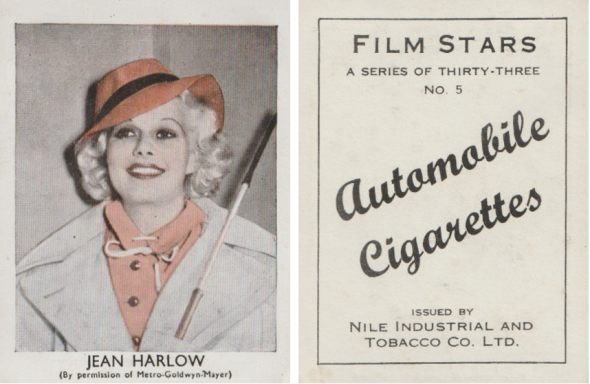 JEAN HARLOW
(By permission of Metro-Goldwyn-Mayer)
FILM STARS
A SERIES OF THIRTY-THREE
NO. 5
Automobile
Cigarettes
ISSUED BY
NILE INDUSTRIAL AND
TOBACCO CO. LTD.